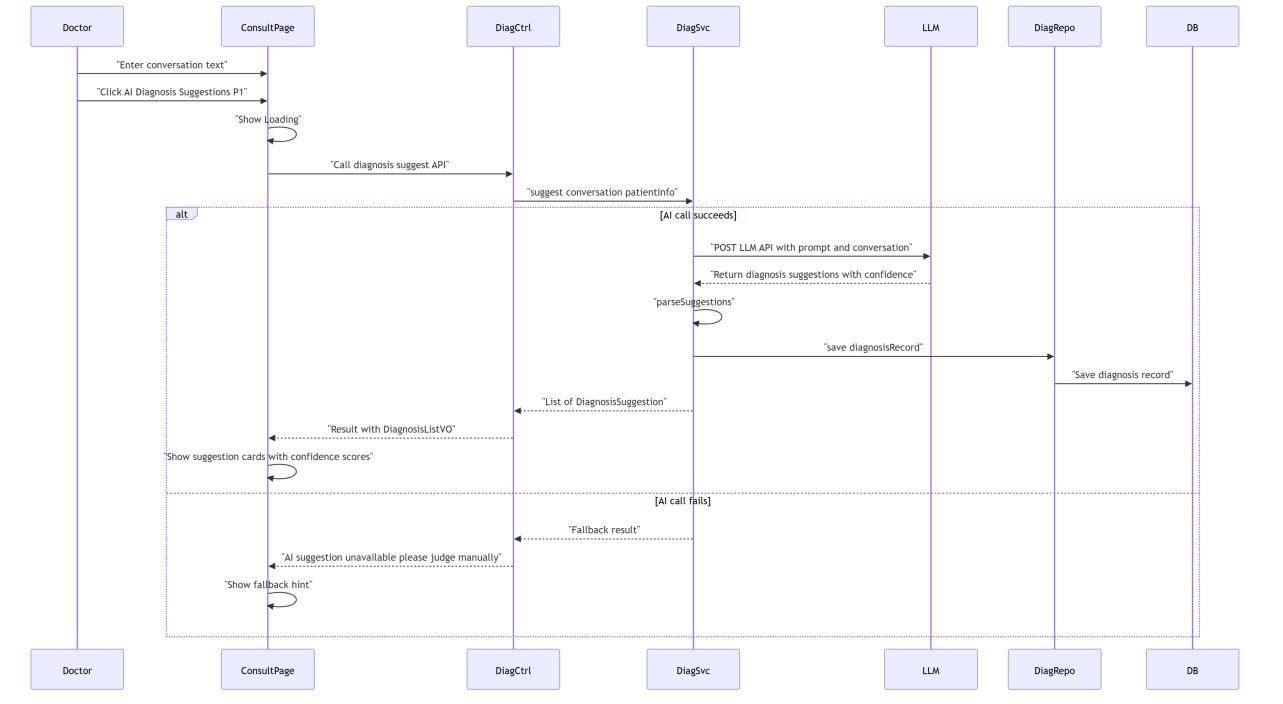 Doctor
ConsultPage
DiagCtrl
DiagSvc
LLM
DiagRepo
DB
"Enter conversation text"
"Click AI Diagnosis Suggestions P1"
"Show Loading"
"Call diagnosis suggest API"
"suggest conversation patientInfo"
alt
[AI call succeeds]
"POST LLM API with prompt and conversation"
"Return diagnosis suggestions with confidence"
"parseSuggestions"
"save diagnosisRecord"
"Save diagnosis record"
"List of DiagnosisSuggestion"
"Result with DiagnosisListVO"
"Show suggestion cards with confidence scores"
[AI call fails]
"Fallback result"
"AI suggestion unavailable please judge manually"
"Show fallback hint"
Doctor
ConsultPage
DiagCtrl
DiagSvc
LLM
DiagRepo
DB